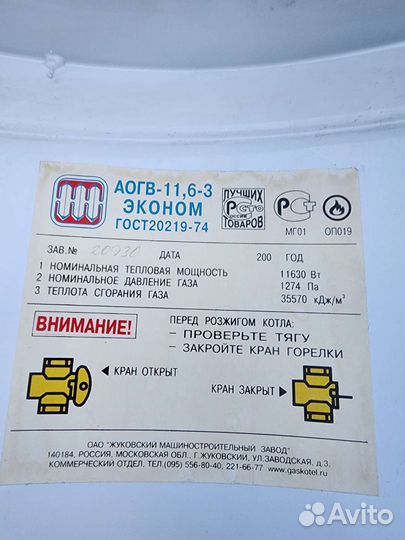 АОГВ-11,6-3
ЭКОНОМ
ГОСТ20219-74
ЛУЧШИХ
СТО
РОССИИ
ТОВАРОВ
МГ01
ОП019
ЗАВ.№ 20930 ДАТА 200 ГОД
1 НОМИНАЛЬНАЯ ТЕПЛОВАЯ МОЩНОСТЬ 11630 Вт
2 НОМИНАЛЬНОЕ ДАВЛЕНИЕ ГАЗА 1274 Па
3 ТЕПЛОТА СГОРАНИЯ ГАЗА 35570 кДж/м³
ВНИМАНИЕ!
ПЕРЕД РОЗЖИГОМ КОТЛА:
- ПРОВЕРЬТЕ ТЯГУ
- ЗАКРОЙТЕ КРАН ГОРЕЛКИ
КРАН ОТКРЫТ
КРАН ЗАКРЫТ
ОАО "ЖУКОВСКИЙ МАШИНОСТРОИТЕЛЬНЫЙ ЗАВОД"
140184, РОССИЯ, МОСКОВСКАЯ ОБЛ., Г.ЖУКОВСКИЙ, УЛ.ЗАВОДСКАЯ, д.3.
КОММЕРЧЕСКИЙ ОТДЕЛ, ТЕЛ.(095) 556-80-40, 221-66-77 www.gaskotel.ru
Avito